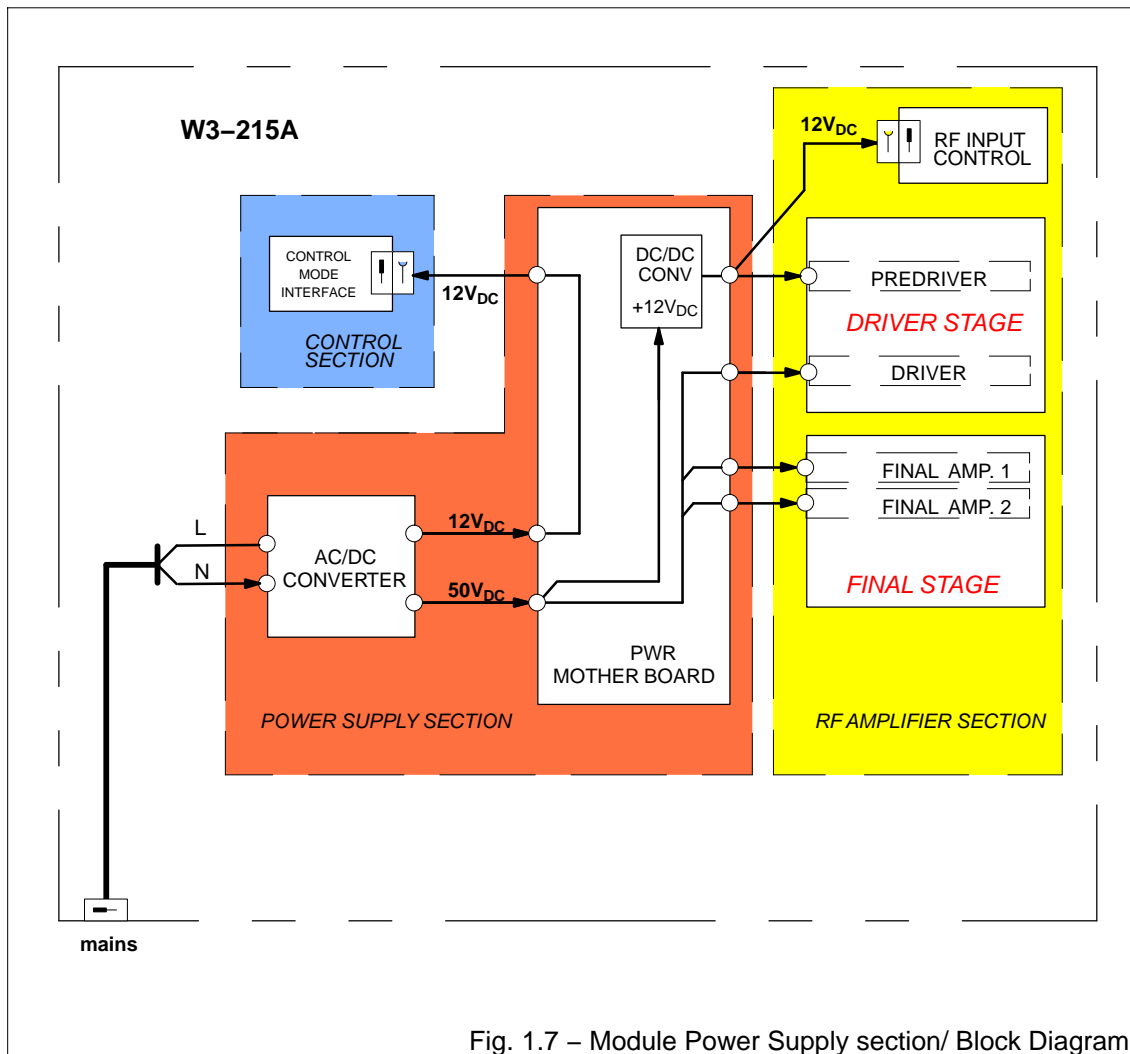 W3–215A
12VDC
RF INPUT
CONTROL
CONTROL
MODE
INTERFACE
12VDC
CONTROL
SECTION
DC/DC
CONV
+12VDC
PREDRIVER
DRIVER STAGE
DRIVER
FINAL AMP. 1
FINAL AMP. 2
FINAL STAGE
L
N
AC/DC
CONVERTER
12VDC
50VDC
PWR
MOTHER BOARD
POWER SUPPLY SECTION
RF AMPLIFIER SECTION
mains
Fig. 1.7 – Module Power Supply section/ Block Diagram